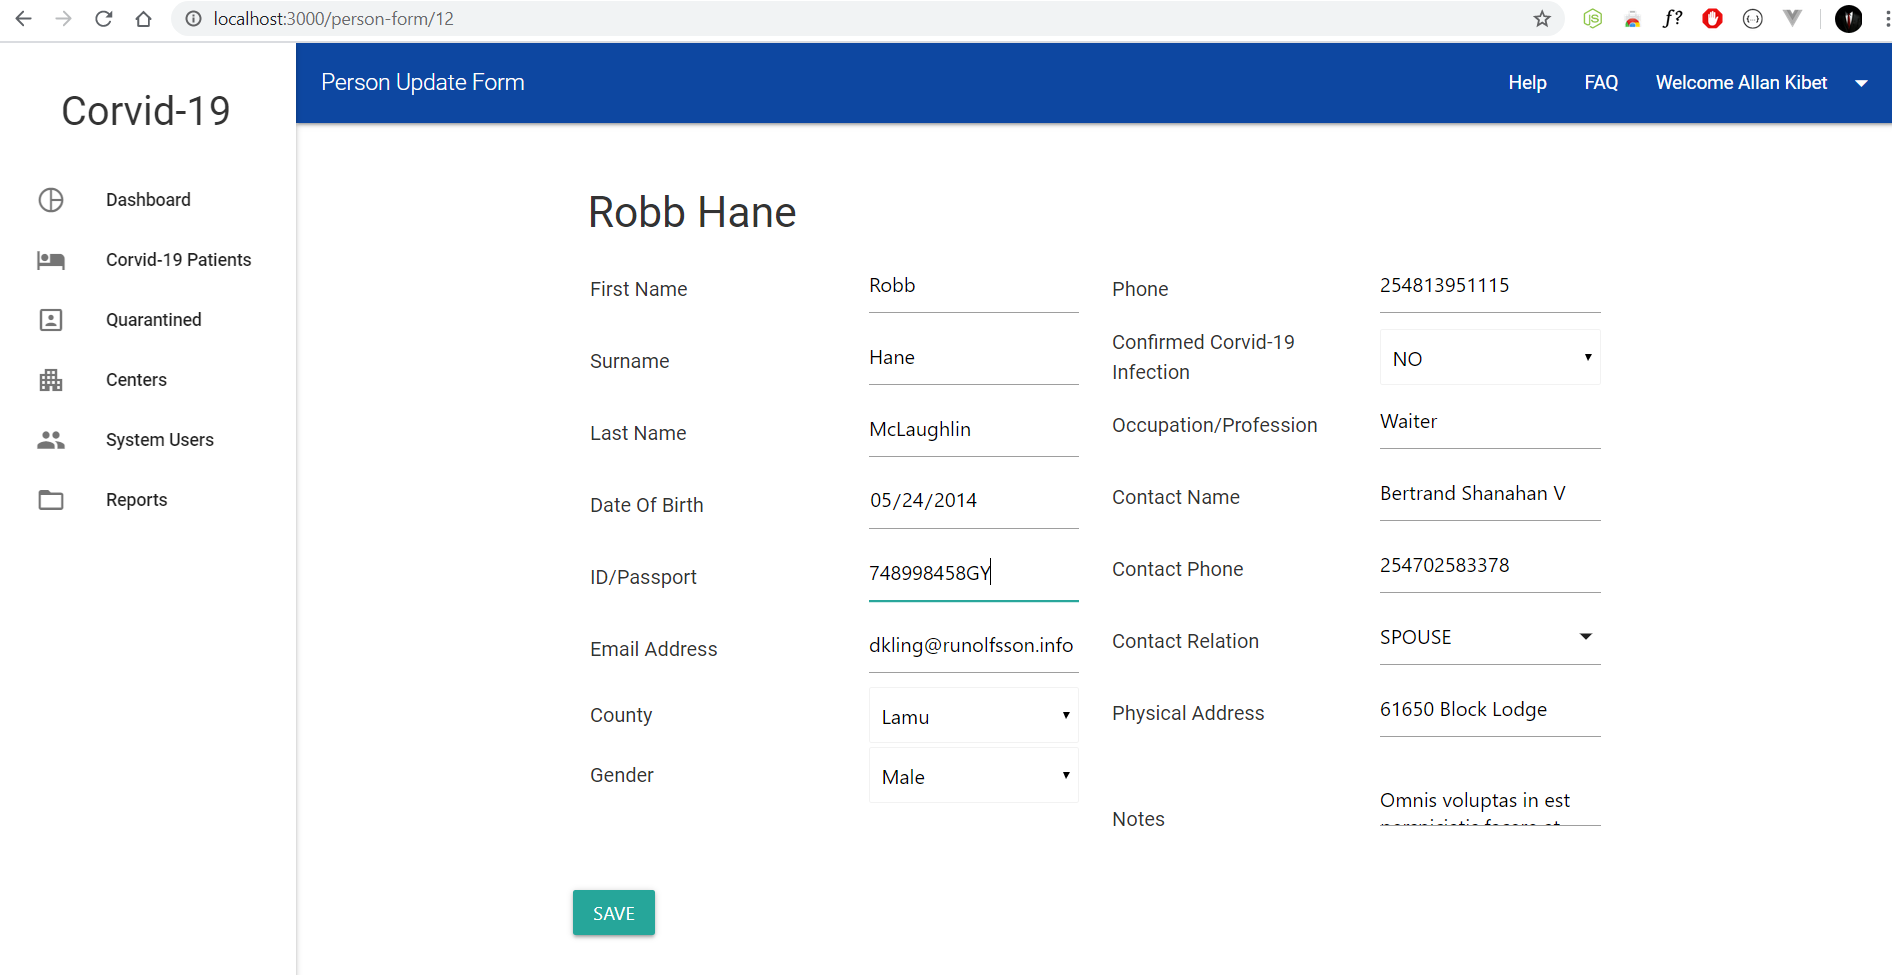 localhost:3000/person-form/12
f?
Corvid-19
Dashboard
Corvid-19 Patients
Quarantined
Centers
System Users
Reports
Person Update Form
Help
FAQ
Welcome Allan Kibet
Robb Hane
First Name
Robb
Surname
Hane
Last Name
McLaughlin
Date Of Birth
05/24/2014
ID/Passport
748998458GY
Email Address
dkling@runolfsson.info
County
Lamu
Gender
Male
Phone
254813951115
Confirmed Corvid-19
Infection
NO
Occupation/Profession
Waiter
Contact Name
Bertrand Shanahan V
Contact Phone
254702583378
Contact Relation
SPOUSE
Physical Address
61650 Block Lodge
Notes
Omnis voluptas in est
SAVE